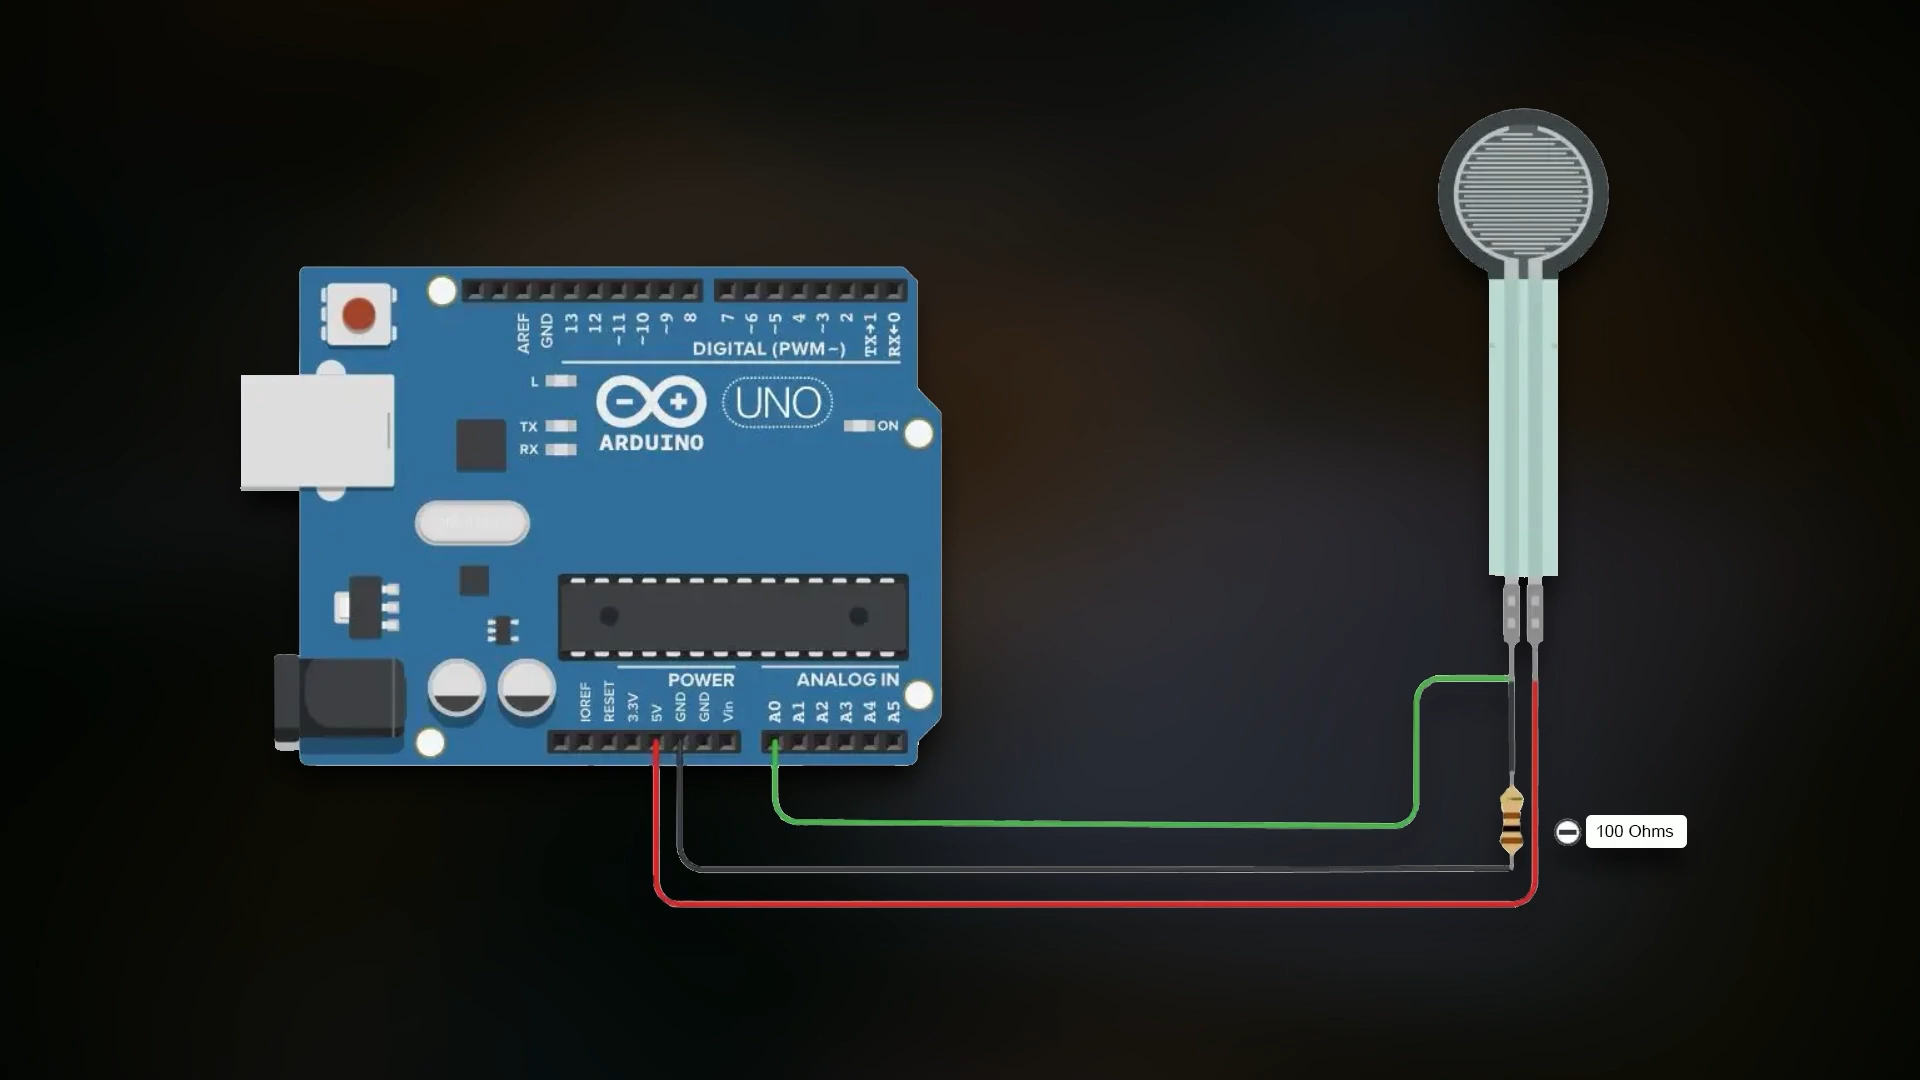 AREF
GND
13
12
~11
~10
~9
8
7
~6
~5
4
~3
2
TX→1
RX←0
DIGITAL (PWM~)
L
TX
RX
ARDUINO
UNO
ON
POWER
ANALOG IN
IOREF
RESET
3.3V
5V
GND
GND
Vin
A0
A1
A2
A3
A4
A5
100 Ohms